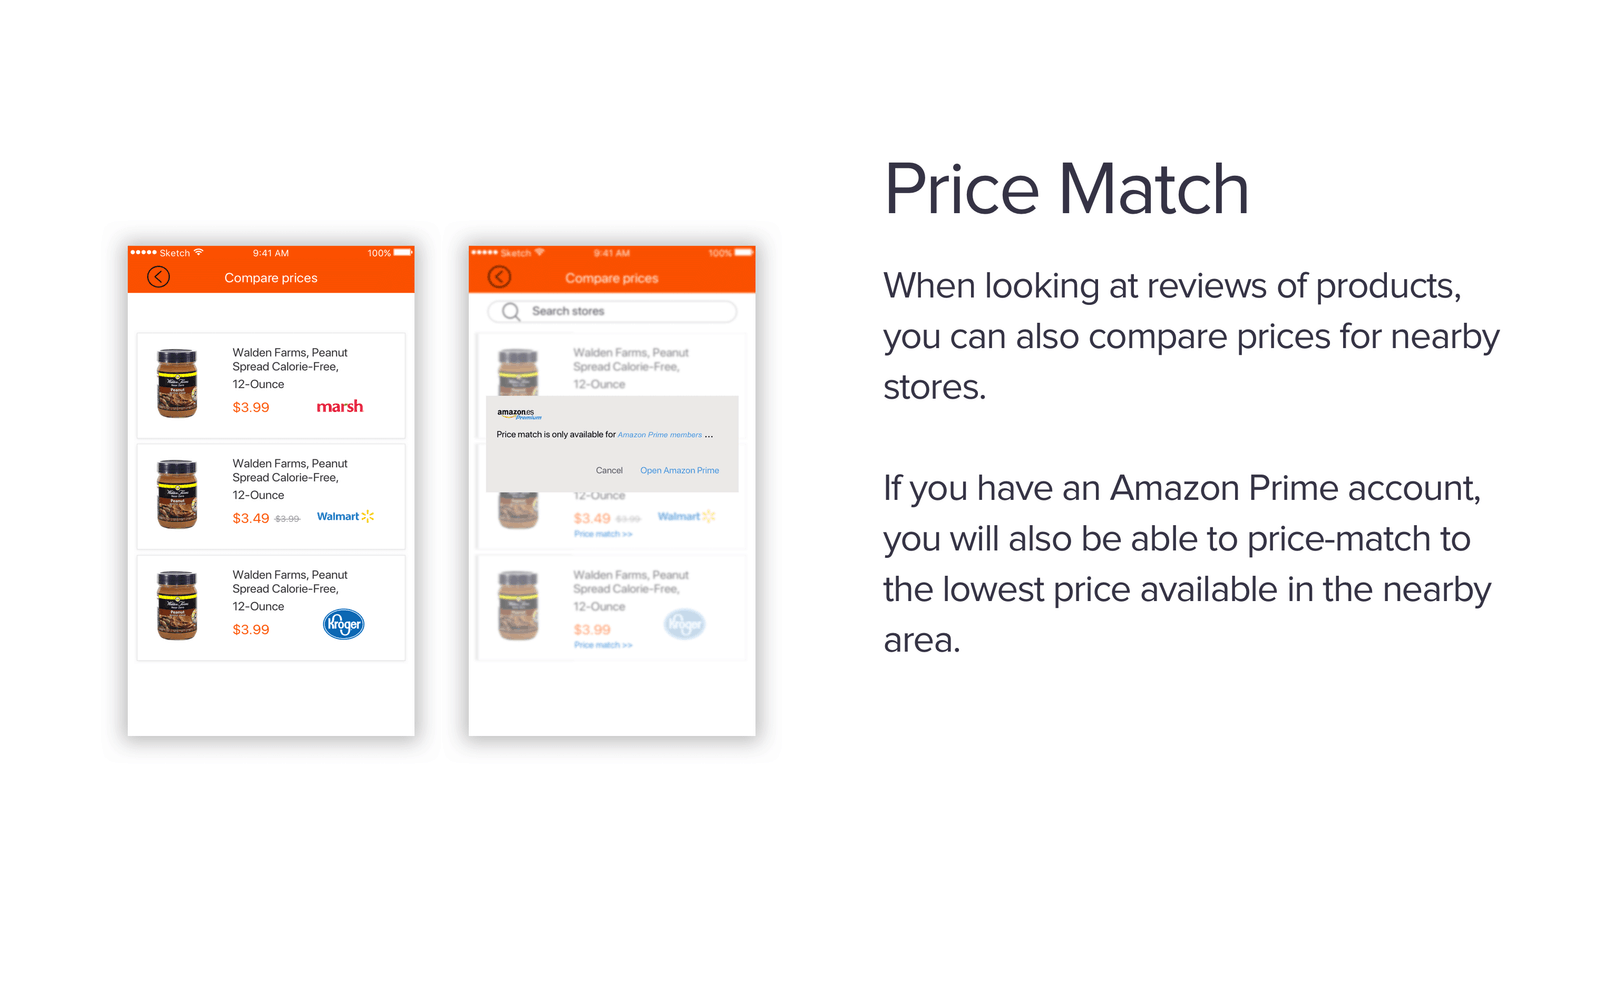 Price Match
When looking at reviews of products,
you can also compare prices for nearby
stores.
If you have an Amazon Prime account,
you will also be able to price-match to
the lowest price available in the nearby
area.
Sketch 9:41 AM 100%
Compare prices
Walden Farms, Peanut
Spread Calorie-Free,
12-Ounce
$3.99 marsh
Walden Farms, Peanut
Spread Calorie-Free,
12-Ounce
$3.49 $3.99 Walmart
Walden Farms, Peanut
Spread Calorie-Free,
12-Ounce
$3.99 Kroger
Sketch 9:41 AM 100%
Compare prices
Search stores
Walden Farms, Peanut
Spread Calorie-Free,
12-Ounce
amazon.es
Premium
Price match is only available for Amazon Prime members ...
Cancel Open Amazon Prime
12-Ounce
$3.49 $3.99 Walmart
Price match >>
Walden Farms, Peanut
Spread Calorie-Free,
12-Ounce
$3.99 Kroger
Price match >>